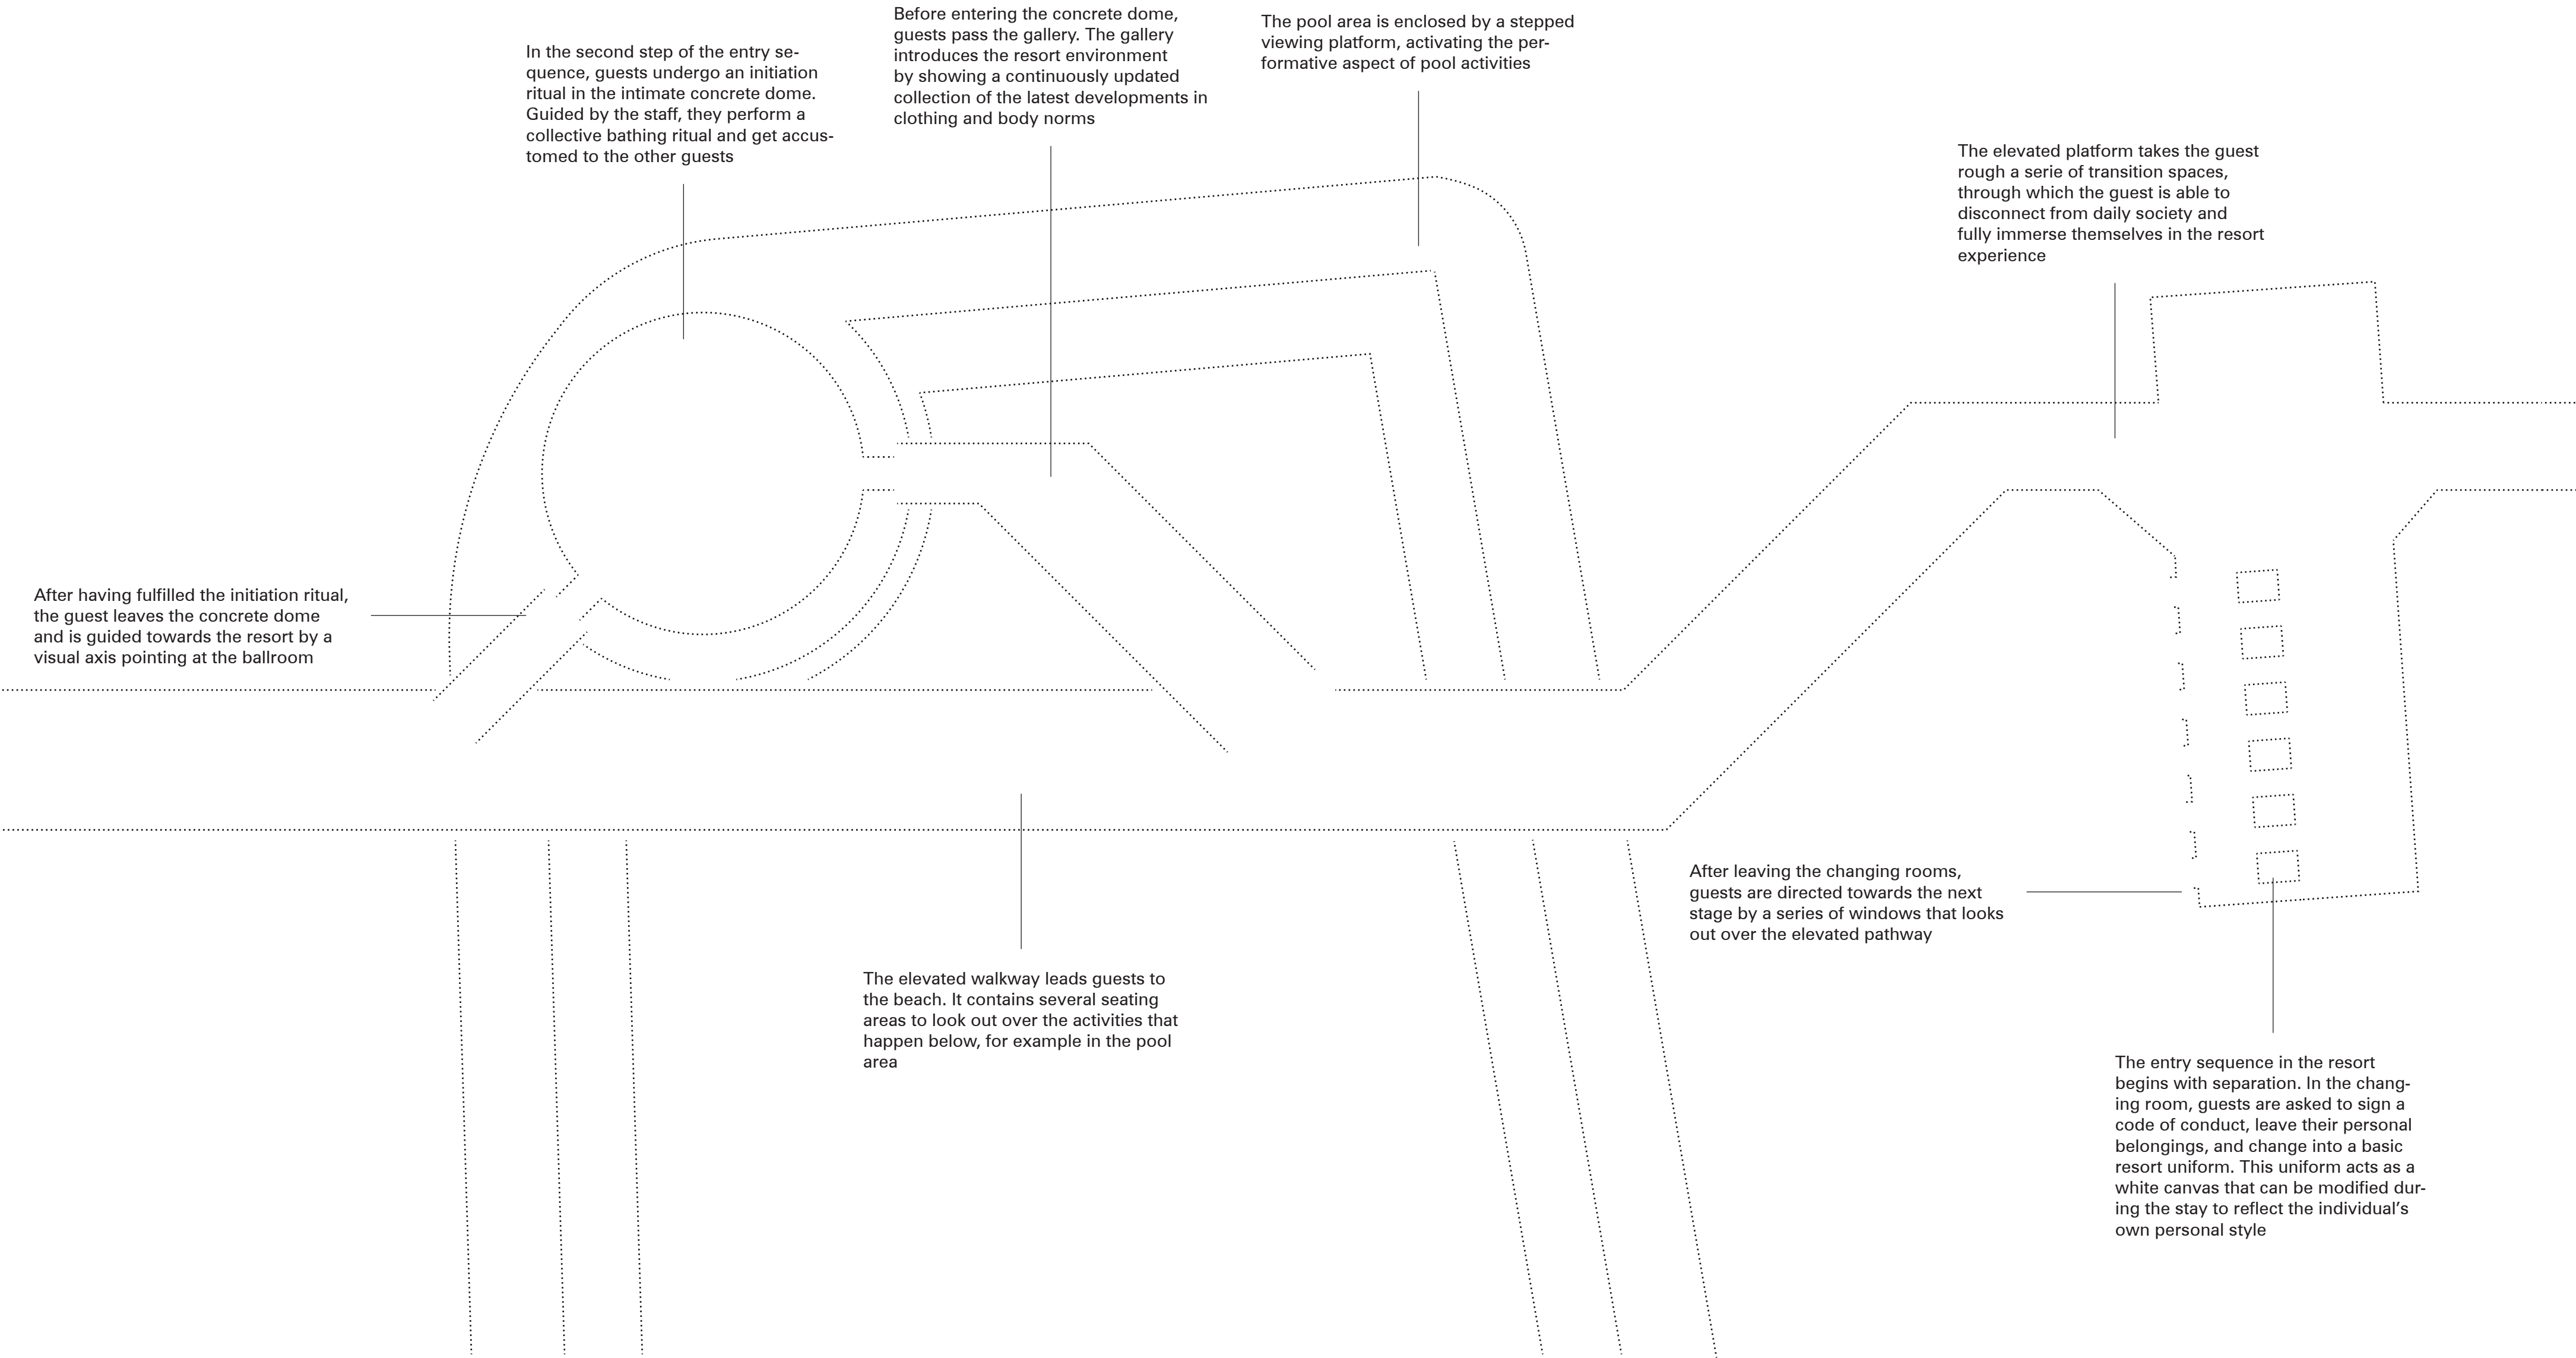 In the second step of the entry se-
quence, guests undergo an initiation
ritual in the intimate concrete dome.
Guided by the staff, they perform a
collective bathing ritual and get accus-
tomed to the other guests
Before entering the concrete dome,
guests pass the gallery. The gallery
introduces the resort environment
by showing a continuously updated
collection of the latest developments in
clothing and body norms
The pool area is enclosed by a stepped
viewing platform, activating the per-
formative aspect of pool activities
The elevated platform takes the guest
rough a serie of transition spaces,
through which the guest is able to
disconnect from daily society and
fully immerse themselves in the resort
experience
After having fulfilled the initiation ritual,
the guest leaves the concrete dome
and is guided towards the resort by a
visual axis pointing at the ballroom
The elevated walkway leads guests to
the beach. It contains several seating
areas to look out over the activities that
happen below, for example in the pool
area
After leaving the changing rooms,
guests are directed towards the next
stage by a series of windows that looks
out over the elevated pathway
The entry sequence in the resort
begins with separation. In the chang-
ing room, guests are asked to sign a
code of conduct, leave their personal
belongings, and change into a basic
resort uniform. This uniform acts as a
white canvas that can be modified dur-
ing the stay to reflect the individual’s
own personal style